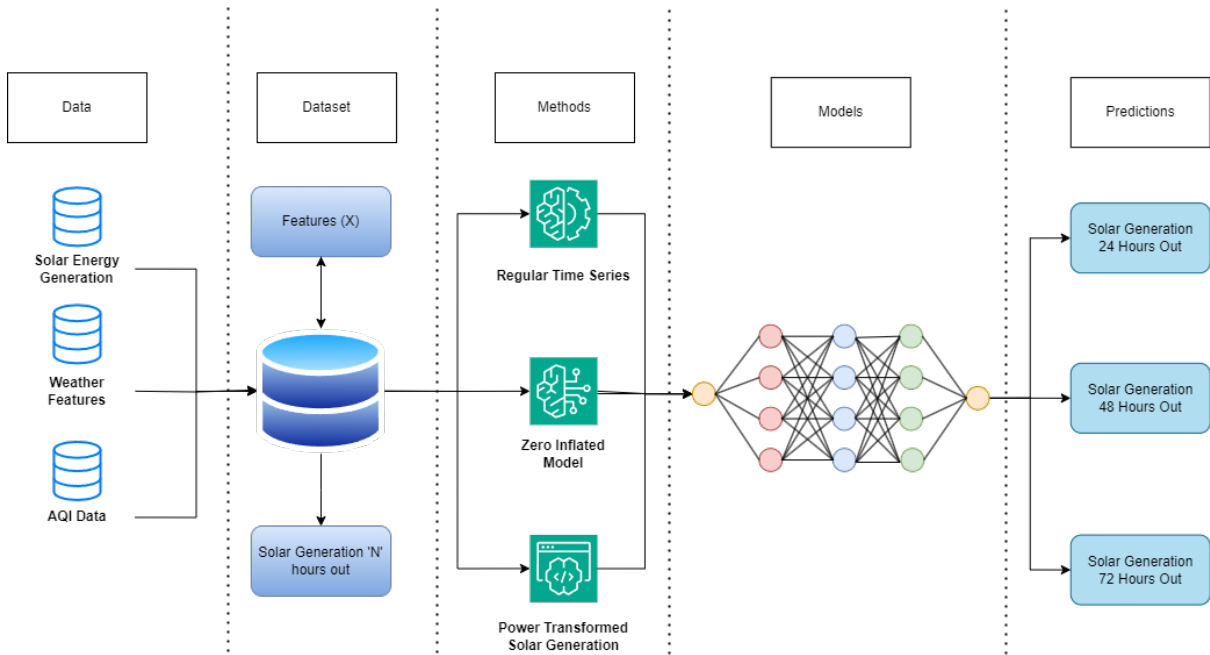 Data
Dataset
Methods
Models
Predictions
Solar Energy
Generation
Weather
Features
AQI Data
Features (X)
Solar Generation 'N'
hours out
Regular Time Series
Zero Inflated
Model
Power Transformed
Solar Generation
Solar Generation
24 Hours Out
Solar Generation
48 Hours Out
Solar Generation
72 Hours Out